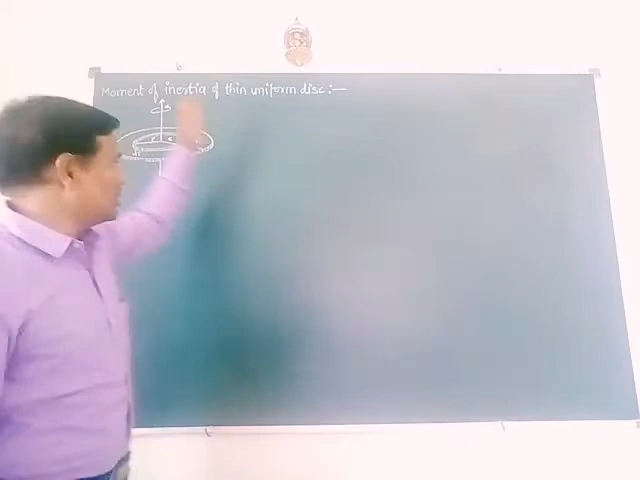 Moment of inertia of thin uniform disc :—